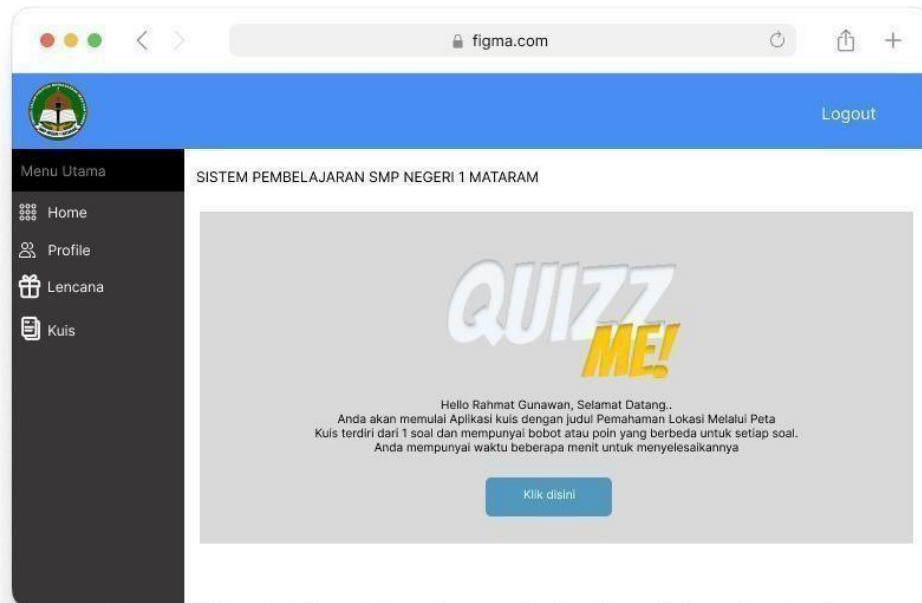 figma.com
Logout
Menu Utama
SISTEM PEMBELAJARAN SMP NEGERI 1 MATARAM
Home
Profile
Lencana
Kuis
QUIZZ
ME!
Hello Rahmat Gunawan, Selamat Datang..
Anda akan memulai Aplikasi kuis dengan judul Pemahaman Lokasi Melalui Peta
Kuis terdiri dari 1 soal dan mempunyai bobot atau poin yang berbeda untuk setiap soal.
Anda mempunyai waktu beberapa menit untuk menyelesaikannya
Klik disini